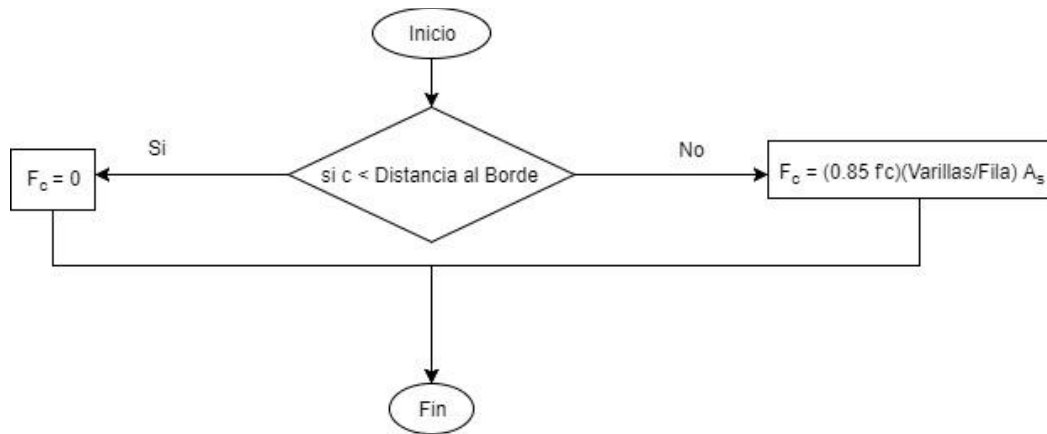 Inicio
Si
si c < Distancia al Borde
No
F_c = 0
F_c = (0.85 f'c)(Varillas/Fila) A_s
Fin